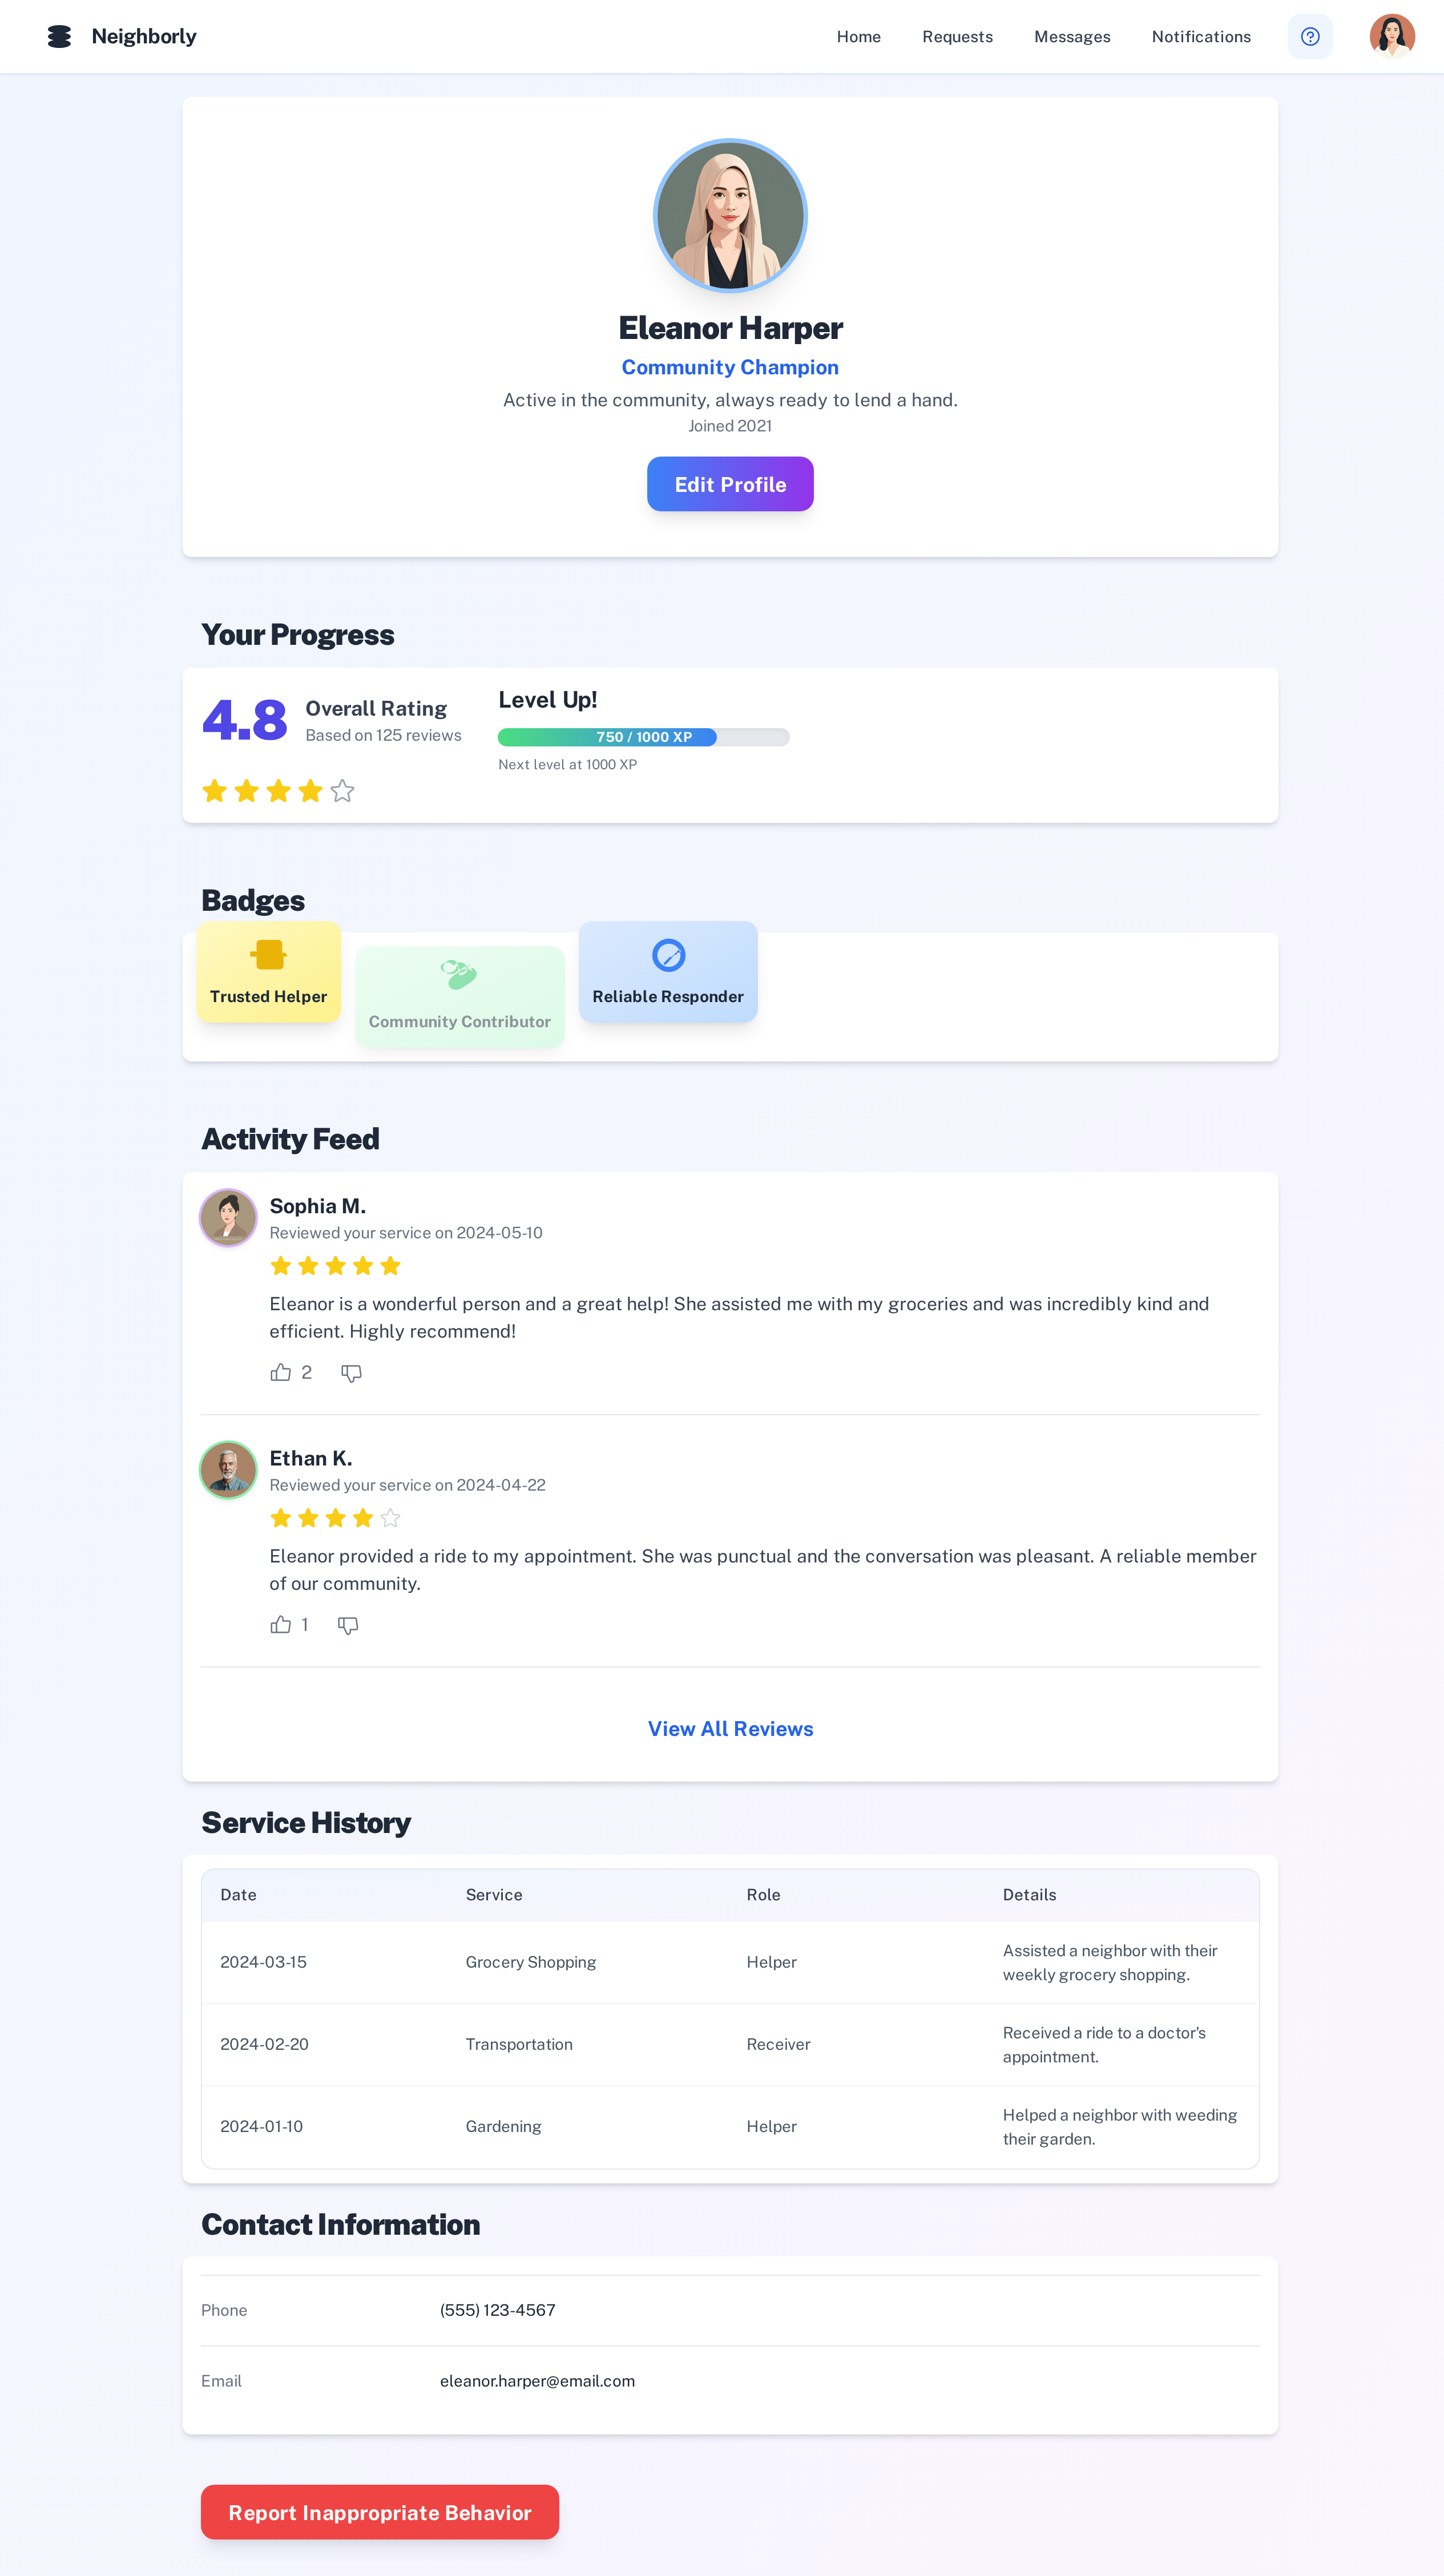 Neighborly
Home
Requests
Messages
Notifications
Eleanor Harper
Community Champion
Active in the community, always ready to lend a hand.
Joined 2021
Edit Profile
Your Progress
4.8
Overall Rating
Based on 125 reviews
Level Up!
750 / 1000 XP
Next level at 1000 XP
Badges
Trusted Helper
Community Contributor
Reliable Responder
Activity Feed
Sophia M.
Reviewed your service on 2024-05-10
Eleanor is a wonderful person and a great help! She assisted me with my groceries and was incredibly kind and
efficient. Highly recommend!
2
Ethan K.
Reviewed your service on 2024-04-22
Eleanor provided a ride to my appointment. She was punctual and the conversation was pleasant. A reliable member
of our community.
1
View All Reviews
Service History
Date
Service
Role
Details
2024-03-15
Grocery Shopping
Helper
Assisted a neighbor with their
weekly grocery shopping.
2024-02-20
Transportation
Receiver
Received a ride to a doctor's
appointment.
2024-01-10
Gardening
Helper
Helped a neighbor with weeding
their garden.
Contact Information
Phone
(555) 123-4567
Email
eleanor.harper@email.com
Report Inappropriate Behavior